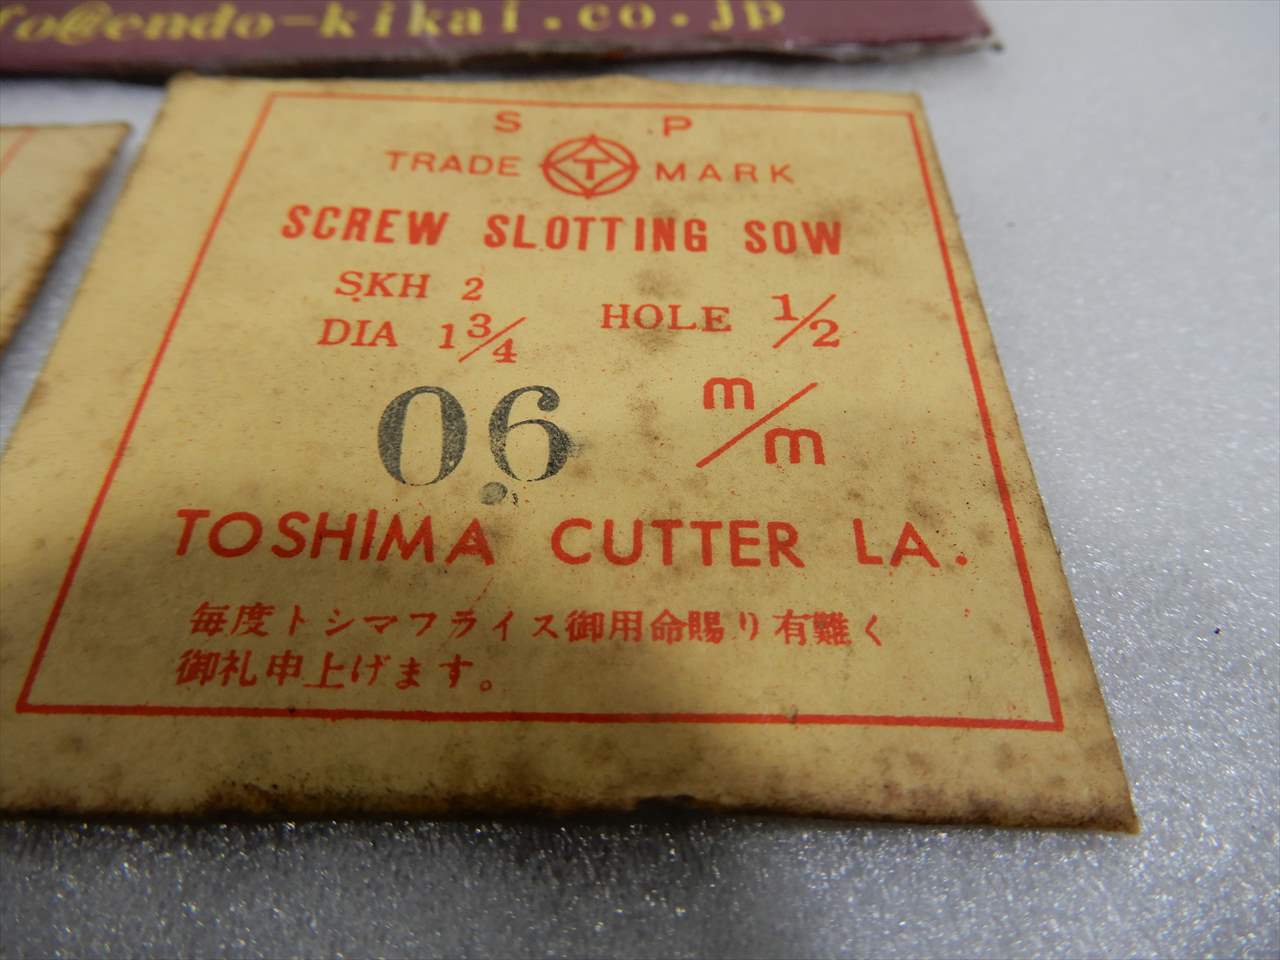 fo@endo-kikai.co.jp
S P
TRADE T MARK
SCREW SLOTTING SOW
SKH 2
DIA 1 3/4 HOLE 1/2
0.6 m/m
TOSHIMA CUTTER LA.
毎度トシマフライス御用命賜り有難く
御礼申上げます。